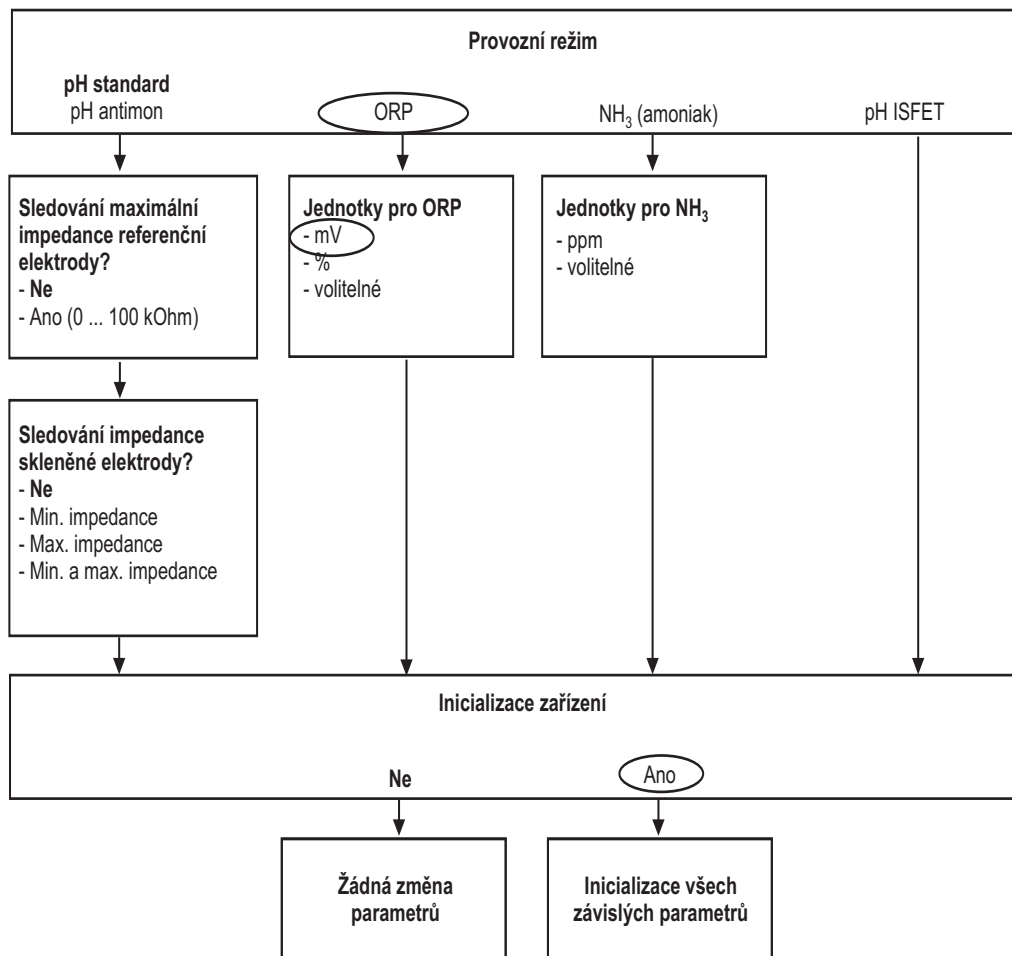 Provozní režim
pH standard
pH antimon
ORP
NH₃ (amoniak)
pH ISFET
Sledování maximální
impedance referenční
elektrody?
- Ne
- Ano (0 ... 100 kOhm)
Jednotky pro ORP
- mV
- %
- volitelné
Jednotky pro NH₃
- ppm
- volitelné
Sledování impedance
skleněné elektrody?
- Ne
- Min. impedance
- Max. impedance
- Min. a max. impedance
Inicializace zařízení
Ne
Ano
Žádná změna
parametrů
Inicializace všech
závislých parametrů